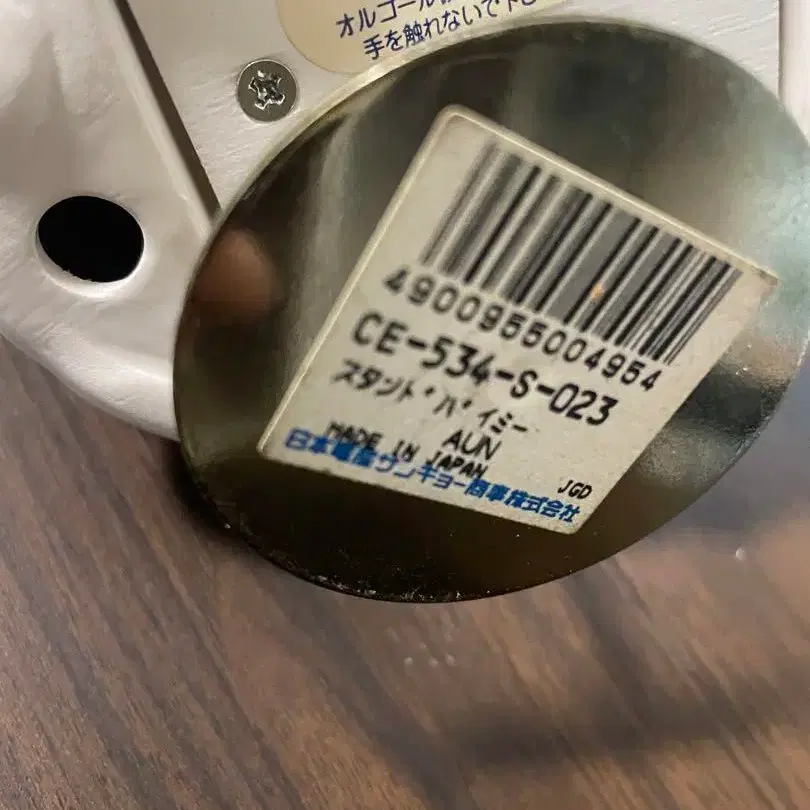 オルゴール
手を触れないで下
4900955004954
CE-534-S-023
スタンド・バ・イミー
AUN
MADE IN JAPAN
JGD
日本電産サンキョー商事株式会社